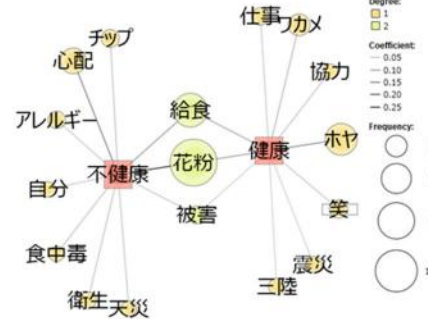 チップ
心配
アレルギー
不健康
自分
食中毒
衛生
天災
給食
花粉
被害
仕事
ワカメ
協力
健康
ホヤ
笑
震災
三陸
Degree:
1
2
Coefficient:
0.05
0.10
0.15
0.20
0.25
Frequency: